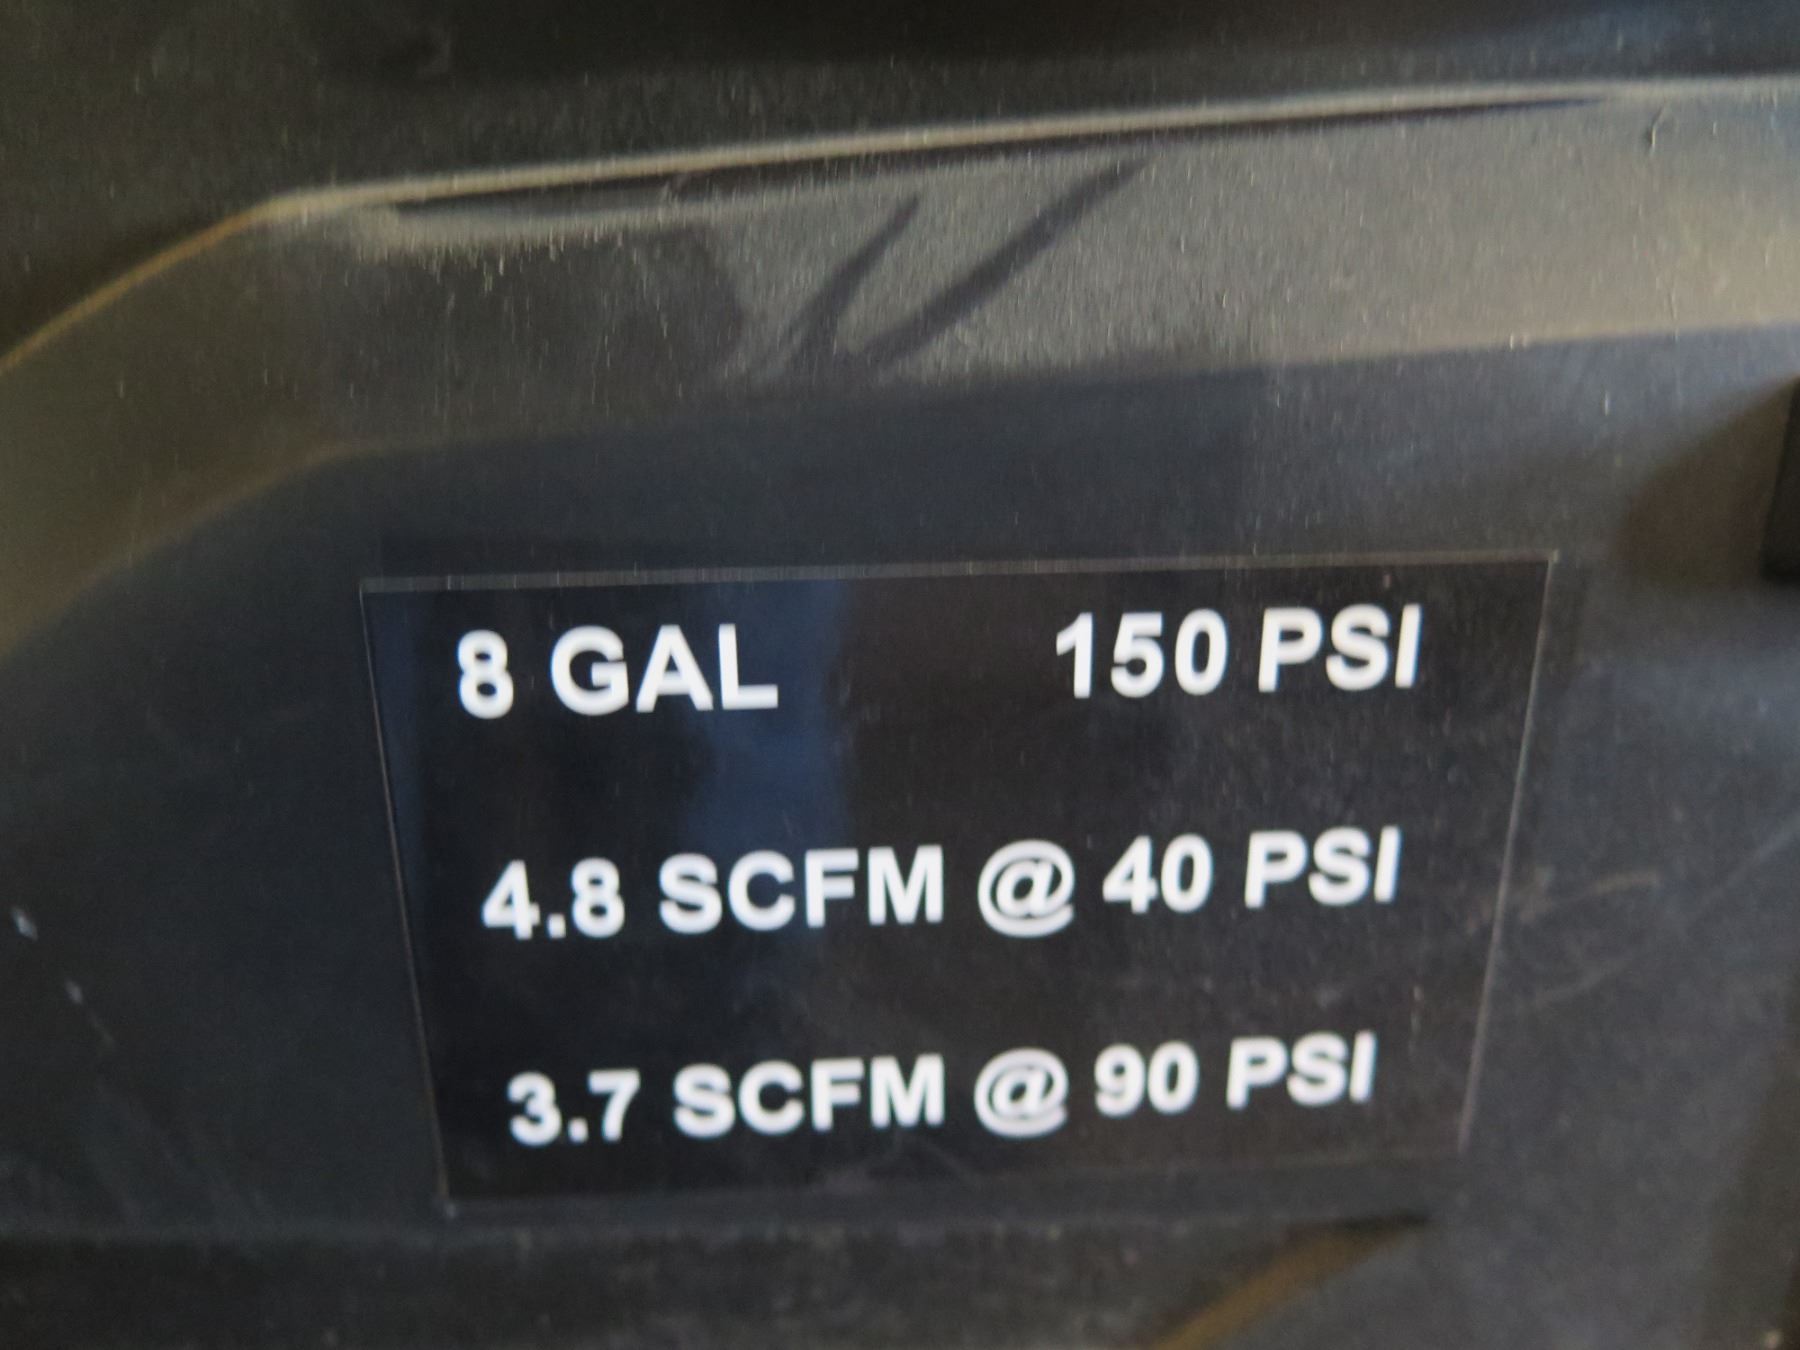 8 GAL 150 PSI
4.8 SCFM @ 40 PSI
3.7 SCFM @ 90 PSI